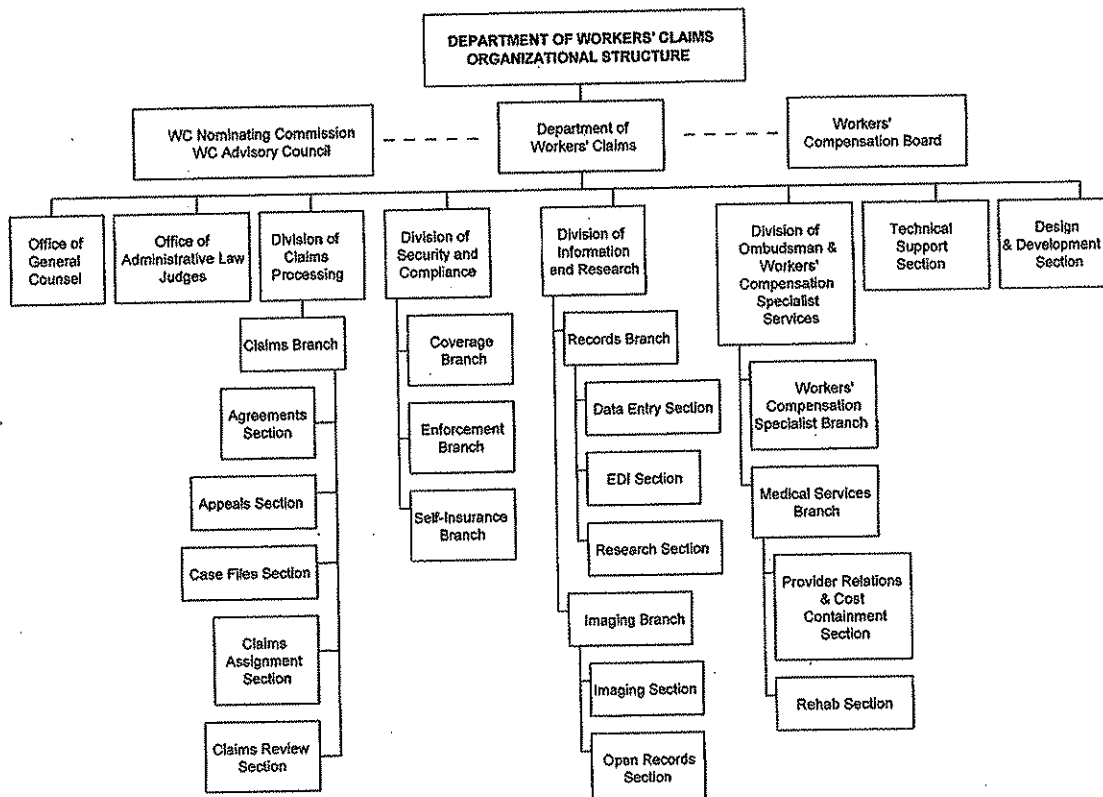 DEPARTMENT OF WORKERS' CLAIMS
ORGANIZATIONAL STRUCTURE
WC Nominating Commission
WC Advisory Council
Department of
Workers' Claims
Workers'
Compensation Board
Office of
General
Counsel
Office of
Administrative Law
Judges
Division of
Claims
Processing
Division of
Security and
Compliance
Division of
Information
and Research
Division of
Ombudsman &
Workers'
Compensation
Specialist
Services
Technical
Support
Section
Design
& Development
Section
Claims Branch
Agreements
Section
Appeals Section
Case Files Section
Claims
Assignment
Section
Claims Review
Section
Coverage
Branch
Enforcement
Branch
Self-Insurance
Branch
Records Branch
Data Entry Section
EDI Section
Research Section
Imaging Branch
Imaging Section
Open Records
Section
Workers'
Compensation
Specialist Branch
Medical Services
Branch
Provider Relations
& Cost
Containment
Section
Rehab Section